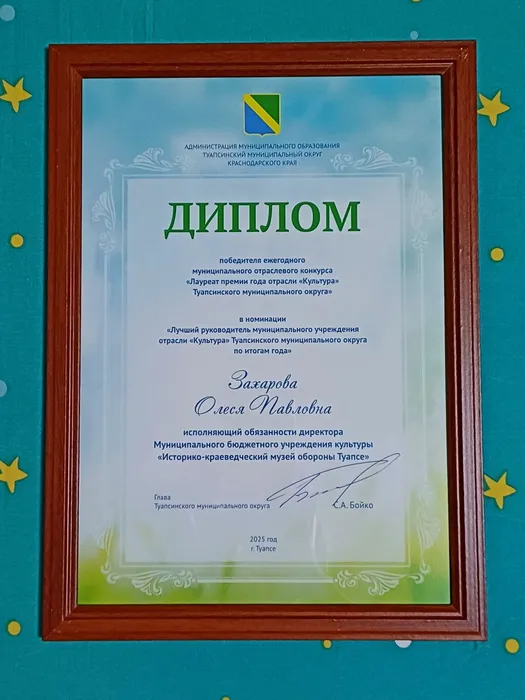 АДМИНИСТРАЦИЯ МУНИЦИПАЛЬНОГО ОБРАЗОВАНИЯ
ТУАПСИНСКИЙ МУНИЦИПАЛЬНЫЙ ОКРУГ
КРАСНОДАРСКОГО КРАЯ
ДИПЛОМ
победителя ежегодного
муниципального отраслевого конкурса
«Лауреат премии года отрасли «Культура»
Туапсинского муниципального округа»
в номинации
«Лучший руководитель муниципального учреждения
отрасли «Культура» Туапсинского муниципального округа
по итогам года»
Захарова
Олеся Павловна
исполняющий обязанности директора
Муниципального бюджетного учреждения культуры
«Историко-краеведческий музей обороны Туапсе»
Глава
Туапсинского муниципального округа С.А. Бойко
2025 год
г. Туапсе